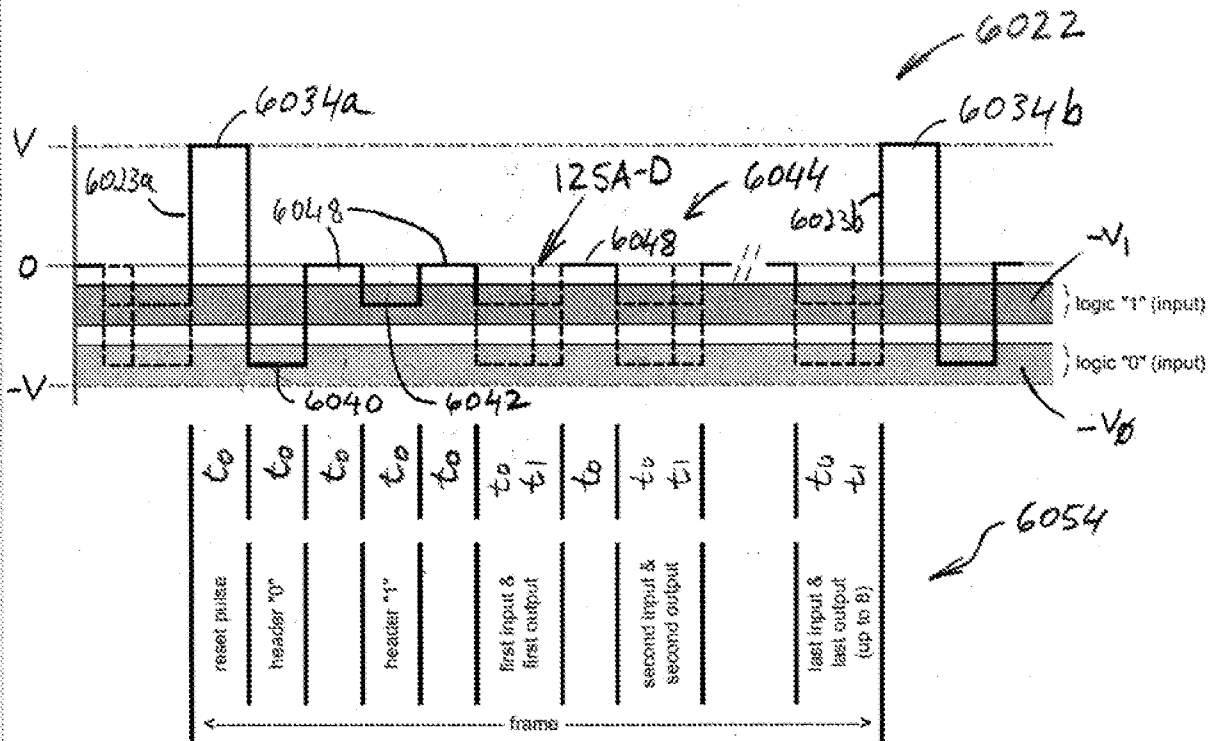 6022
6034a
6034b
V
6023a
125A-D
6044
6048
6048
6023b
-V1
0
} logic "1" (input)
} logic "0" (input)
-V
6040
6042
-V0
t0
t0
t0
t0
t0
t0 t1
t0
t0 t1
t0 t1
6054
reset pulse
header "0"
header "1"
first input &
first output
second input &
second output
last input &
last output
(up to 8)
frame